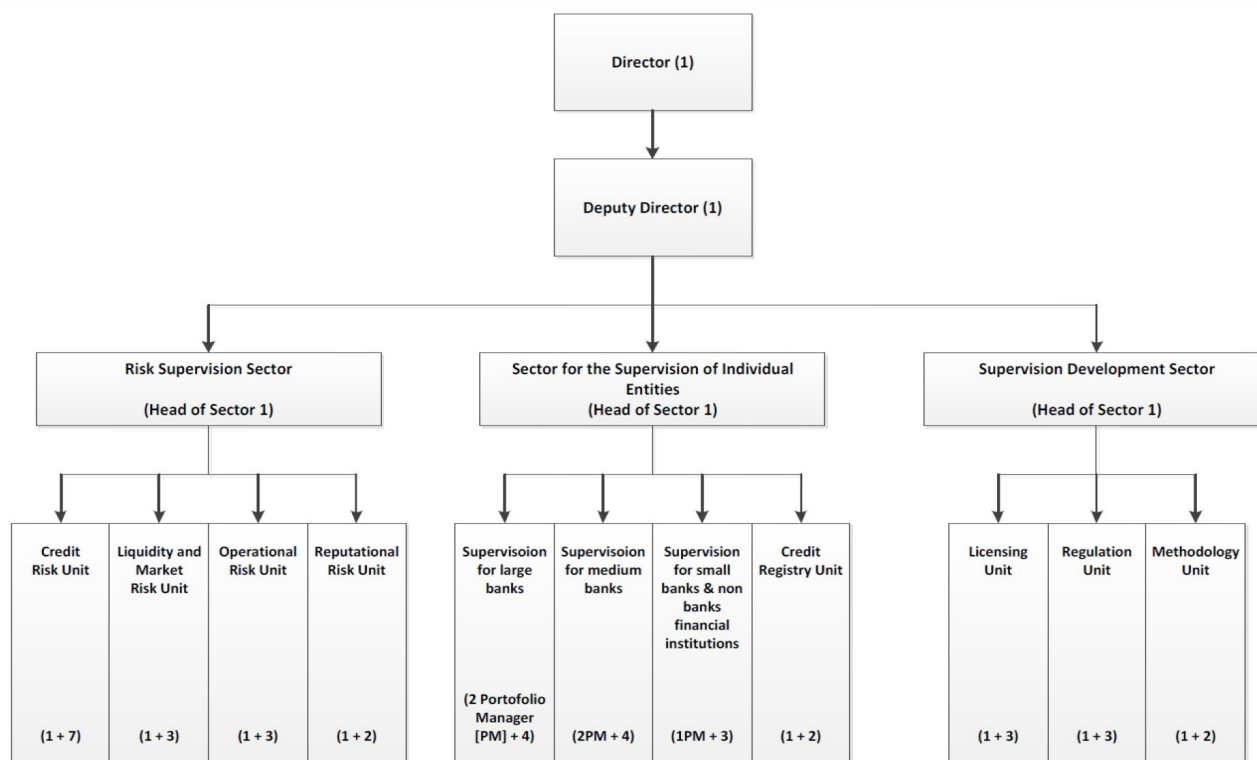 Director (1)
Deputy Director (1)
Risk Supervision Sector
(Head of Sector 1)
Sector for the Supervision of Individual
Entities
(Head of Sector 1)
Supervision Development Sector
(Head of Sector 1)
Credit
Risk Unit
(1 + 7)
Liquidity and
Market
Risk Unit
(1 + 3)
Operational
Risk Unit
(1 + 3)
Reputational
Risk Unit
(1 + 2)
Supervisoion
for large
banks
(2 Portofolio
Manager
[PM] + 4)
Supervisoion
for medium
banks
(2PM + 4)
Supervision
for small
banks & non
banks
financial
institutions
(1PM + 3)
Credit
Registry Unit
(1 + 2)
Licensing
Unit
(1 + 3)
Regulation
Unit
(1 + 3)
Methodology
Unit
(1 + 2)